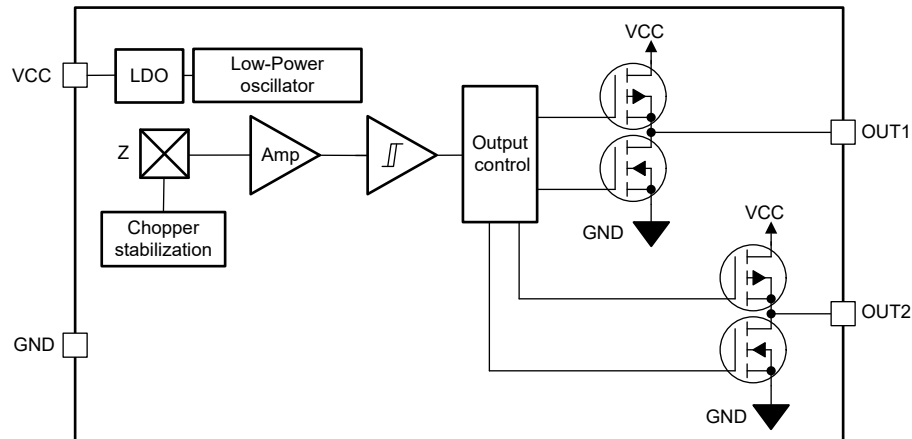 VCC
LDO
Low-Power
oscillator
VCC
Z
Amp
Output
control
OUT1
Chopper
stabilization
GND
VCC
GND
OUT2
GND